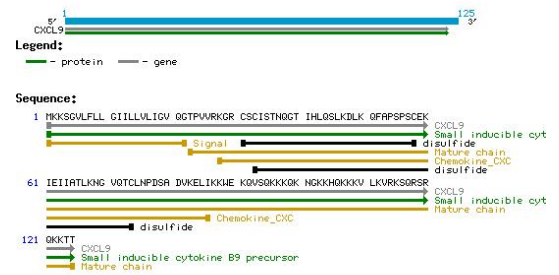 1 125
5' 3'
CXCL9
Legend:
- protein - gene
Sequence:
1 MKKSGVLFLL GIILLVLIGV QGTPVVRKGR CSCISTNQGT IHLQSLKDLK QFAPSPSCEK
CXCL9
Small inducible cyt
Signal disulfide
Mature chain
Chemokine_CXC
disulfide
61 IEIIATLKNG VQTCLNPDSA DVKELIKKWE KQVSQKKKQK NGKKHQKKKV LKVRKSQRSR
CXCL9
Small inducible cyt
Mature chain
Chemokine_CXC
disulfide
121 QKKTT
CXCL9
Small inducible cytokine B9 precursor
Mature chain